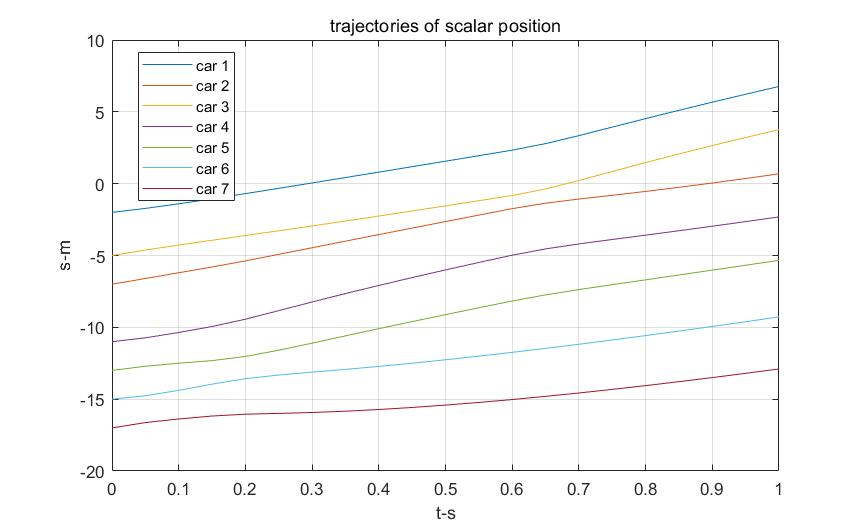 trajectories of scalar position
10
5
0
-5
-10
-15
-20
s-m
car 1
car 2
car 3
car 4
car 5
car 6
car 7
0 0.1 0.2 0.3 0.4 0.5 0.6 0.7 0.8 0.9 1
t-s